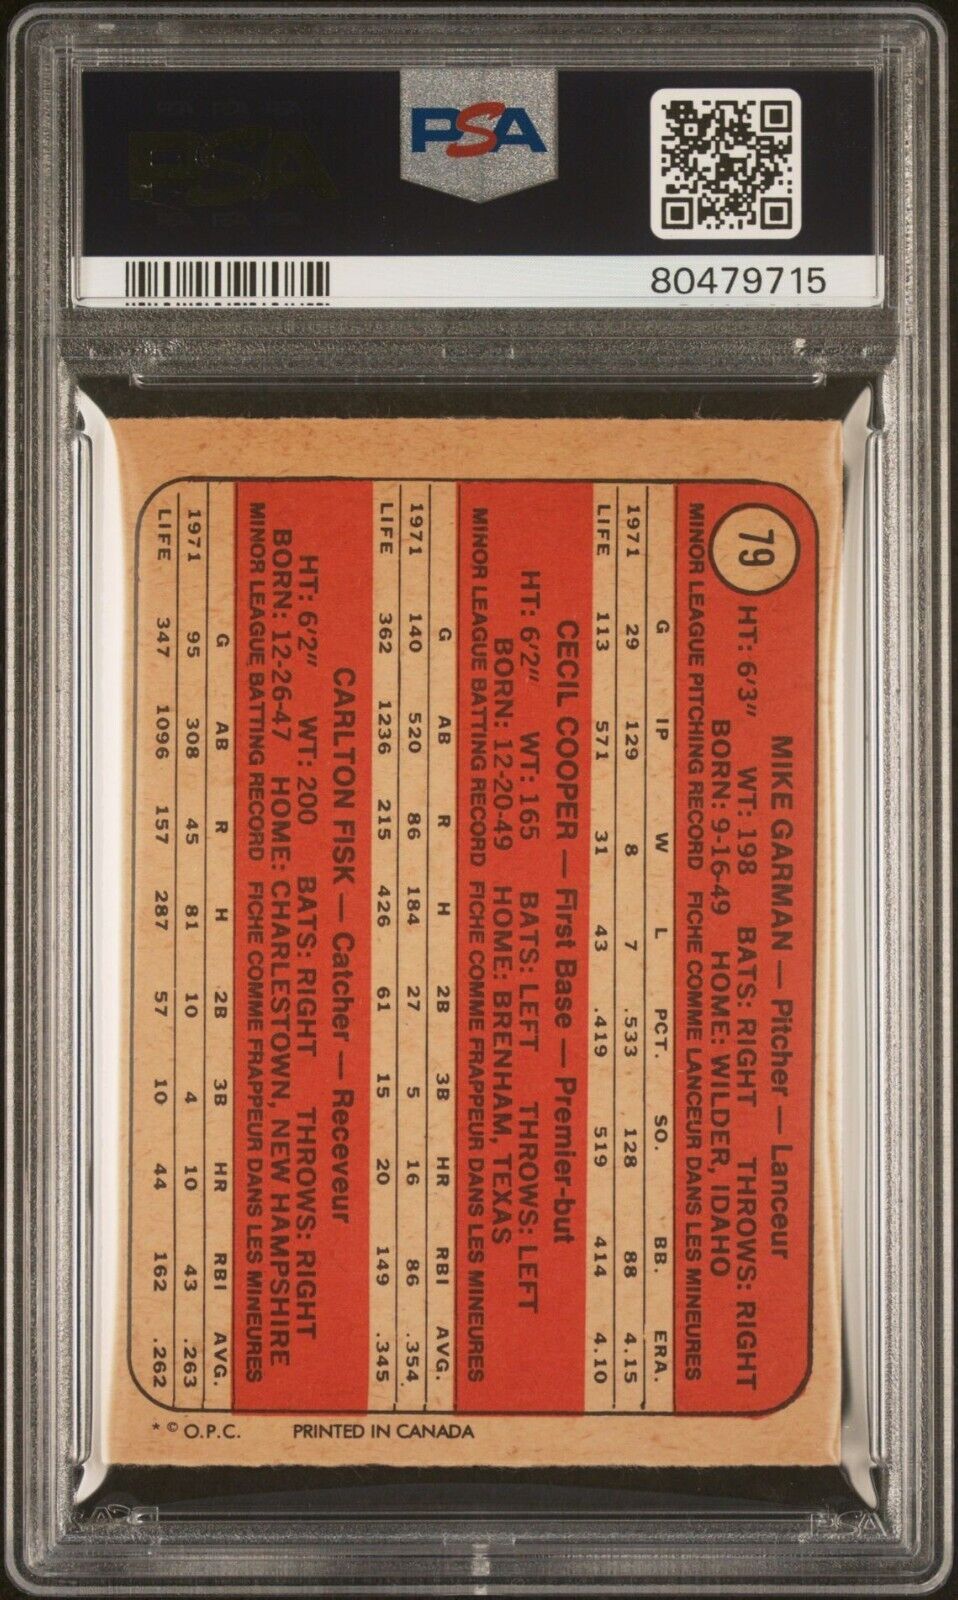 PSA
80479715
79
MIKE GARMAN — Pitcher — Lanceur
HT: 6'3" WT: 198 BATS: RIGHT THROWS: RIGHT
BORN: 9-16-49 HOME: WILDER, IDAHO
MINOR LEAGUE PITCHING RECORD FICHE COMME LANCEUR DANS LES MINEURES
G IP W L PCT. SO. BB. ERA.
1971 29 129 8 7 .533 128 88 4.15
LIFE 113 571 31 43 .419 519 414 4.10
CECIL COOPER — First Base — Premier-but
HT: 6'2" WT: 165 BATS: LEFT THROWS: LEFT
BORN: 12-20-49 HOME: BRENHAM, TEXAS
MINOR LEAGUE BATTING RECORD FICHE COMME FRAPPEUR DANS LES MINEURES
G AB R H 2B 3B HR RBI AVG.
1971 140 520 86 184 27 5 16 86 .354
LIFE 362 1236 215 426 61 15 20 149 .345
CARLTON FISK — Catcher — Receveur
HT: 6'2" WT: 200 BATS: RIGHT THROWS: RIGHT
BORN: 12-26-47 HOME: CHARLESTOWN, NEW HAMPSHIRE
MINOR LEAGUE BATTING RECORD FICHE COMME FRAPPEUR DANS LES MINEURES
G AB R H 2B 3B HR RBI AVG.
1971 95 308 45 81 10 4 10 43 .263
LIFE 347 1096 157 287 57 10 44 162 .262
* © O.P.C. PRINTED IN CANADA
PSA
PSA